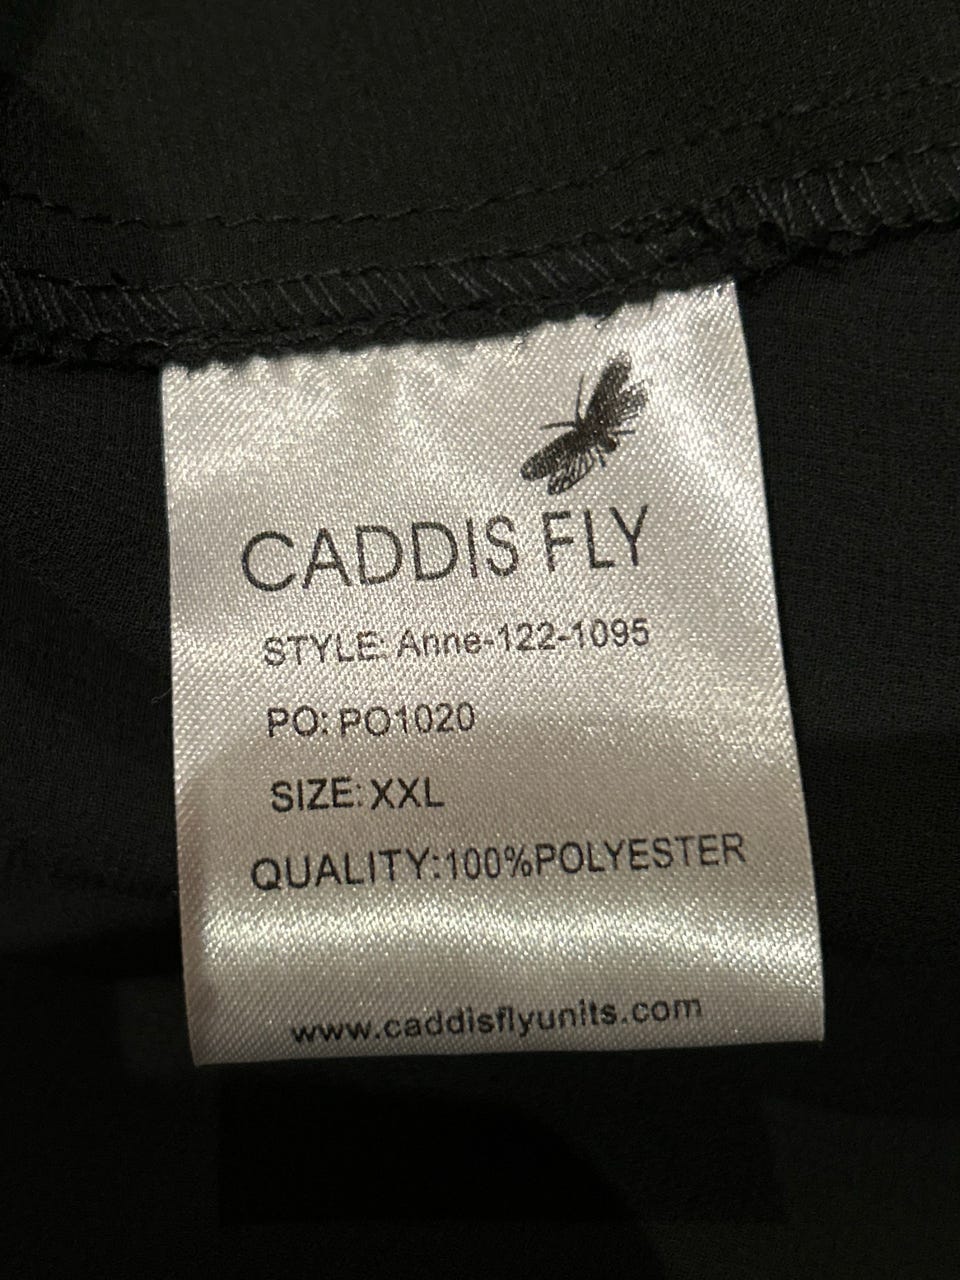 CADDIS FLY
STYLE: Anne-122-1095
PO: PO1020
SIZE: XXL
QUALITY:100%POLYESTER
www.caddisflyunits.com